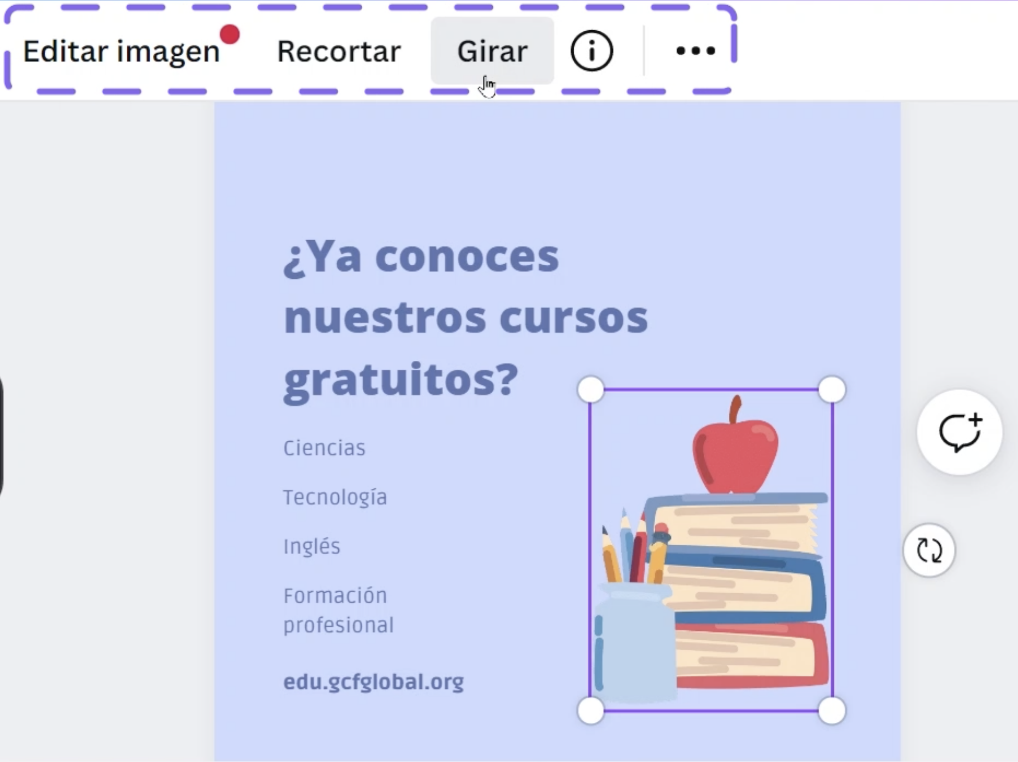 Editar imagen
Recortar
Girar
¿Ya conoces
nuestros cursos
gratuitos?
Ciencias
Tecnología
Inglés
Formación
profesional
edu.gcfglobal.org